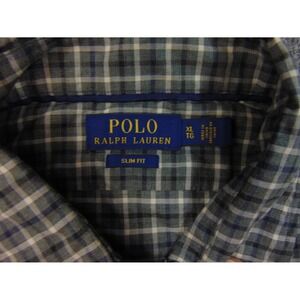 POLO
RALPH LAUREN
SLIM FIT
XL
TG